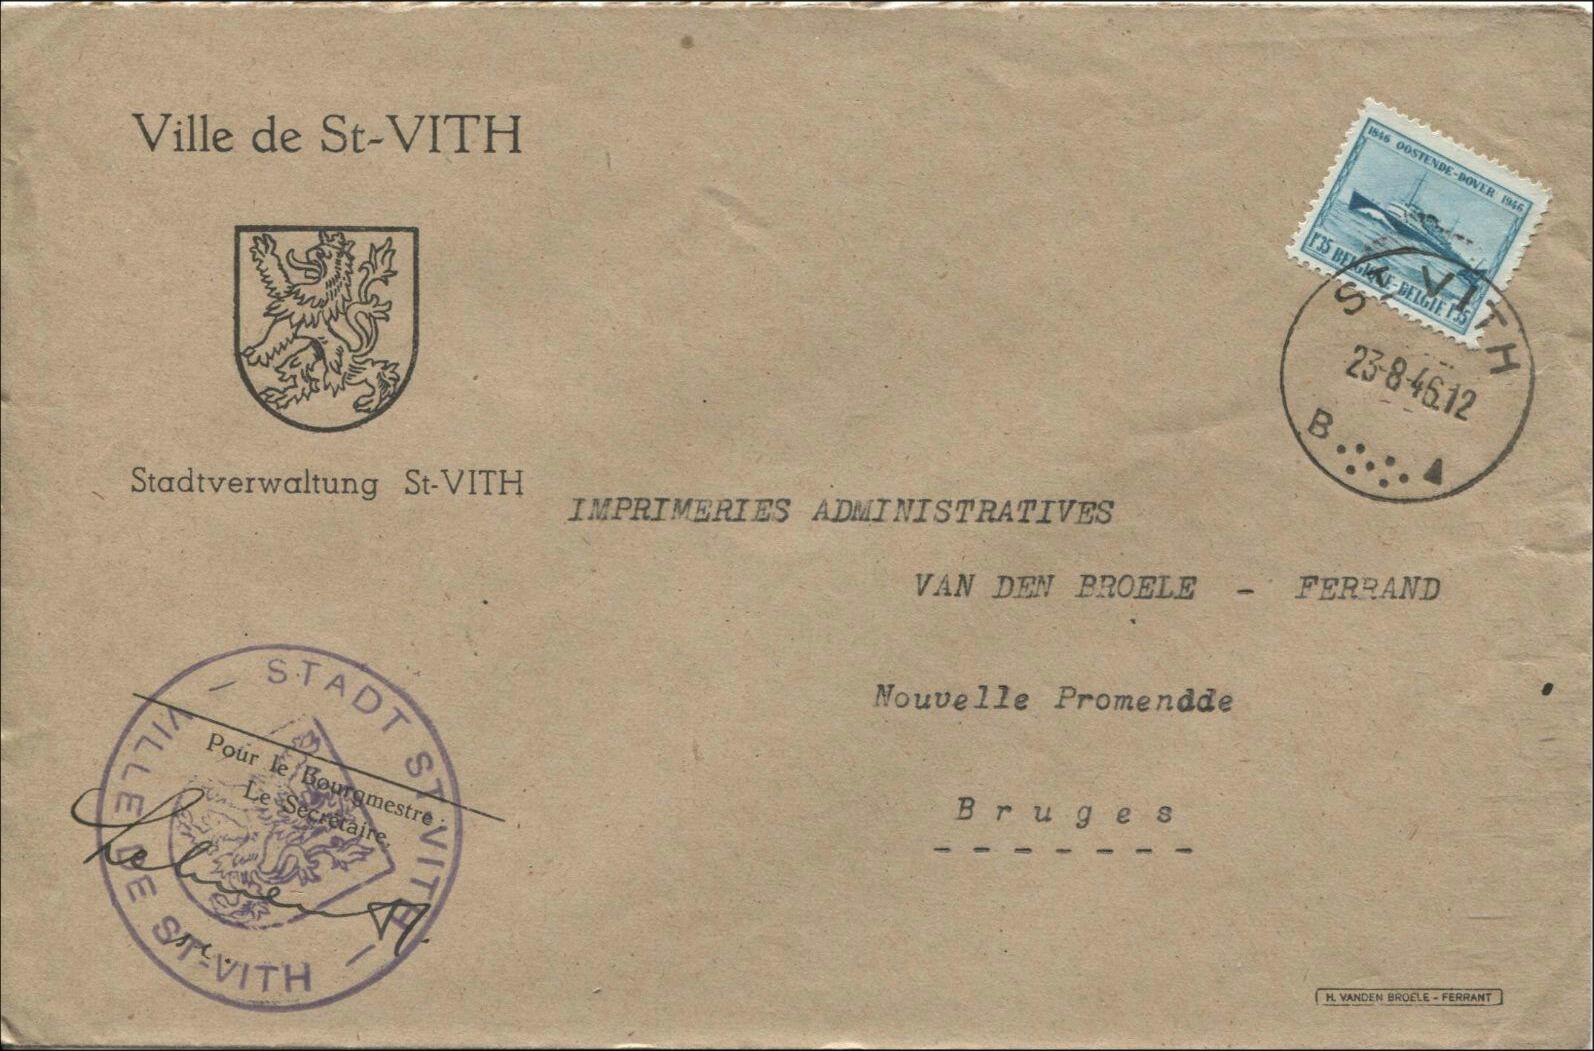 Ville de St-VITH
Stadtverwaltung St-VITH
1846 OOSTENDE-DOVER 1946
1F35 BELGIQUE-BELGIE 1F35
St VITH
23-8-46.12
B A
IMPRIMERIES ADMINISTRATIVES
VAN DEN BROELE - FERRAND
Nouvelle Promendde
Bruges
- - - - - - -
STADT ST-VITH — VILLE DE ST-VITH —
Pour le Bourgmestre
Le Secrétaire
H. VANDEN BROELE - FERRANT